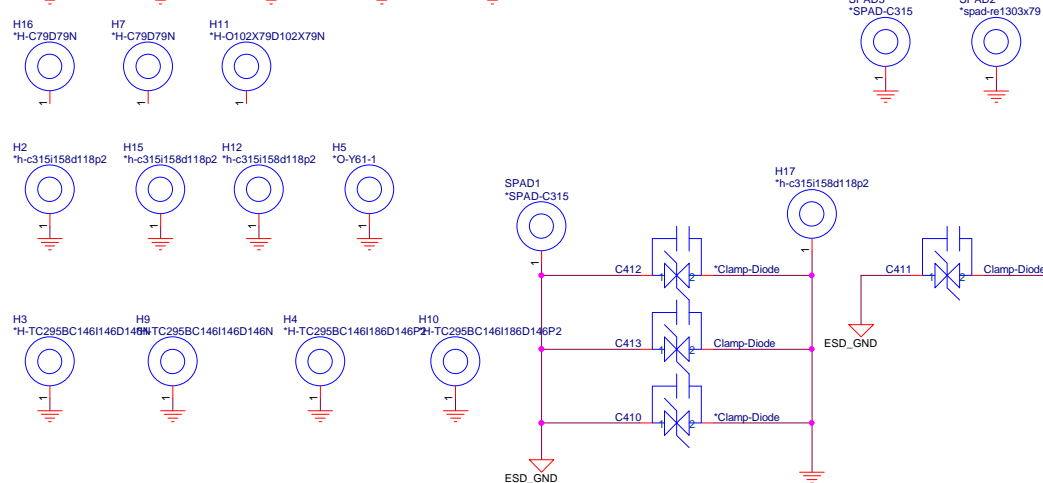 SPAD3
SPAD2
*SPAD-C315
*spad-re1303x79
1
1
H16
H7
H11
*H-C79D79N
*H-C79D79N
*H-O102X79D102X79N
1
1
1
H2
H15
H12
H5
*h-c315i158d118p2
*h-c315i158d118p2
*h-c315i158d118p2
*O-Y61-1
1
1
1
1
SPAD1
*SPAD-C315
1
H17
*h-c315i158d118p2
1
C412
1
2
*Clamp-Diode
C411
1
2
Clamp-Diode
C413
1
2
Clamp-Diode
ESD_GND
C410
1
2
*Clamp-Diode
ESD_GND
H3
H9
H4
H10
*H-TC295BC146I146D146N
*H-TC295BC146I146D146N
*H-TC295BC146I186D146P2
*H-TC295BC146I186D146P2
1
1
1
1